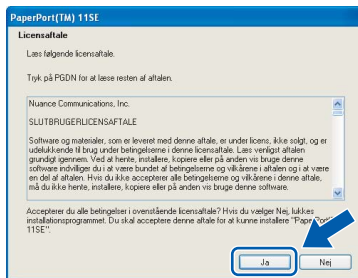 PaperPort(TM) 11SE
Licensaftale
Læs følgende licensaftale.
Tryk på PGDN for at læse resten af aftalen.
Nuance Communications, Inc.
SLUTBRUGERLICENSAFTALE
Software og materialer, som er leveret med denne aftale, er under licens, ikke solgt, og er
udelukkende til brug under betingelserne i denne licensaftale. Læs venligst aftalen
grundigt igennem. Ved at hente, installere, kopiere eller på anden vis bruge denne
software indvilliger du i at være bundet af betingelserne og vilkårene i aftalen og i at være
en del af aftalen. Hvis du ikke accepterer alle betingelser og vilkårene i denne aftale,
må du ikke hente, installere, kopiere eller på anden vis bruge denne software.
Accepterer du alle betingelser i ovenstående licensaftale? Hvis du vælger Nej, lukkes
installationsprogrammet. Du skal acceptere denne aftale for at kunne installere "PaperPort(
11SE".
Ja
Nej